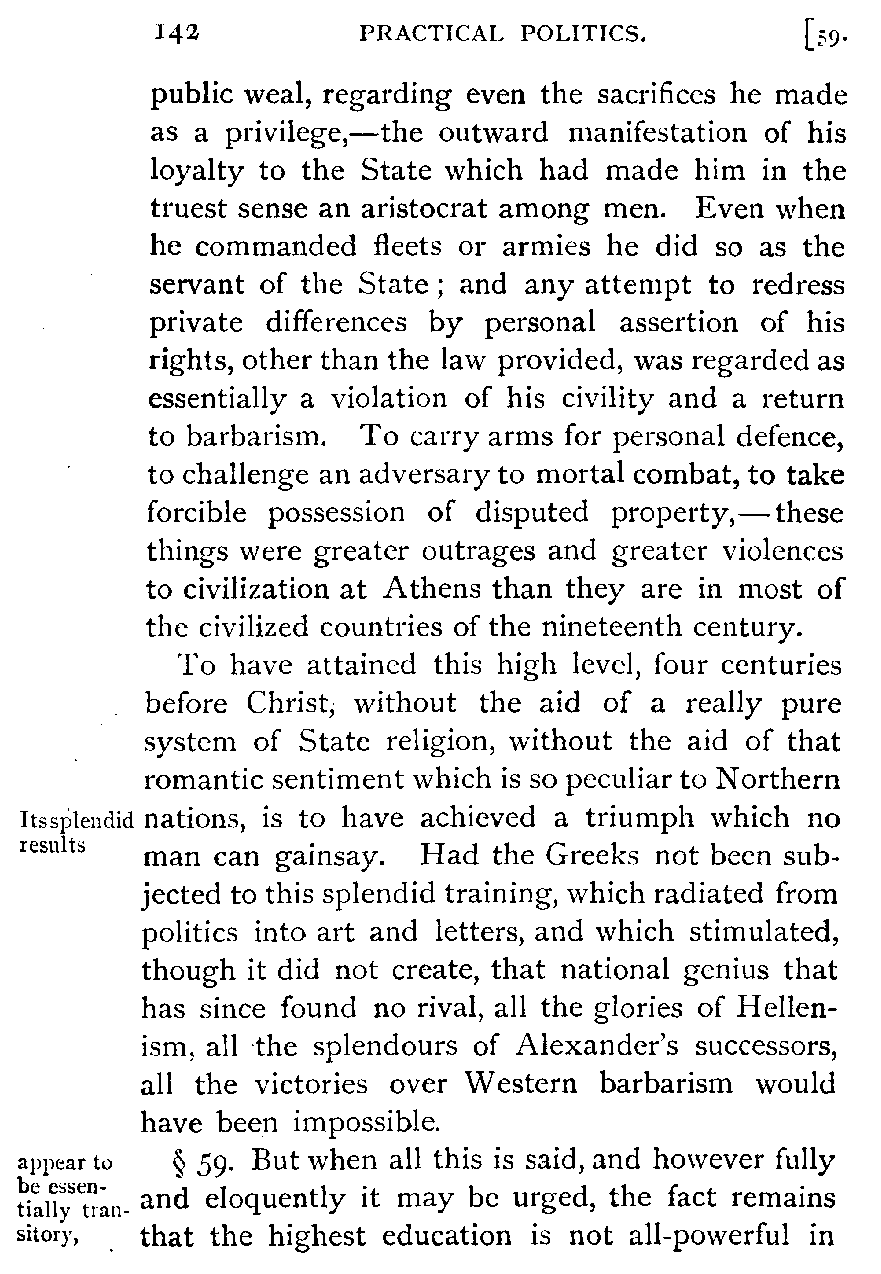 142 PRACTICAL POLITICS. [59.
public weal, regarding even the sacrifices he made
as a privilege,—the outward manifestation of his
loyalty to the State which had made him in the
truest sense an aristocrat among men. Even when
he commanded fleets or armies he did so as the
servant of the State ; and any attempt to redress
private differences by personal assertion of his
rights, other than the law provided, was regarded as
essentially a violation of his civility and a return
to barbarism. To carry arms for personal defence,
to challenge an adversary to mortal combat, to take
forcible possession of disputed property,—these
things were greater outrages and greater violences
to civilization at Athens than they are in most of
the civilized countries of the nineteenth century.
To have attained this high level, four centuries
before Christ, without the aid of a really pure
system of State religion, without the aid of that
romantic sentiment which is so peculiar to Northern
Its splendid nations, is to have achieved a triumph which no
results man can gainsay. Had the Greeks not been sub-
jected to this splendid training, which radiated from
politics into art and letters, and which stimulated,
though it did not create, that national genius that
has since found no rival, all the glories of Hellen-
ism, all the splendours of Alexander's successors,
all the victories over Western barbarism would
have been impossible.
appear to § 59. But when all this is said, and however fully
be essen-
tially tran- and eloquently it may be urged, the fact remains
sitory, that the highest education is not all-powerful in